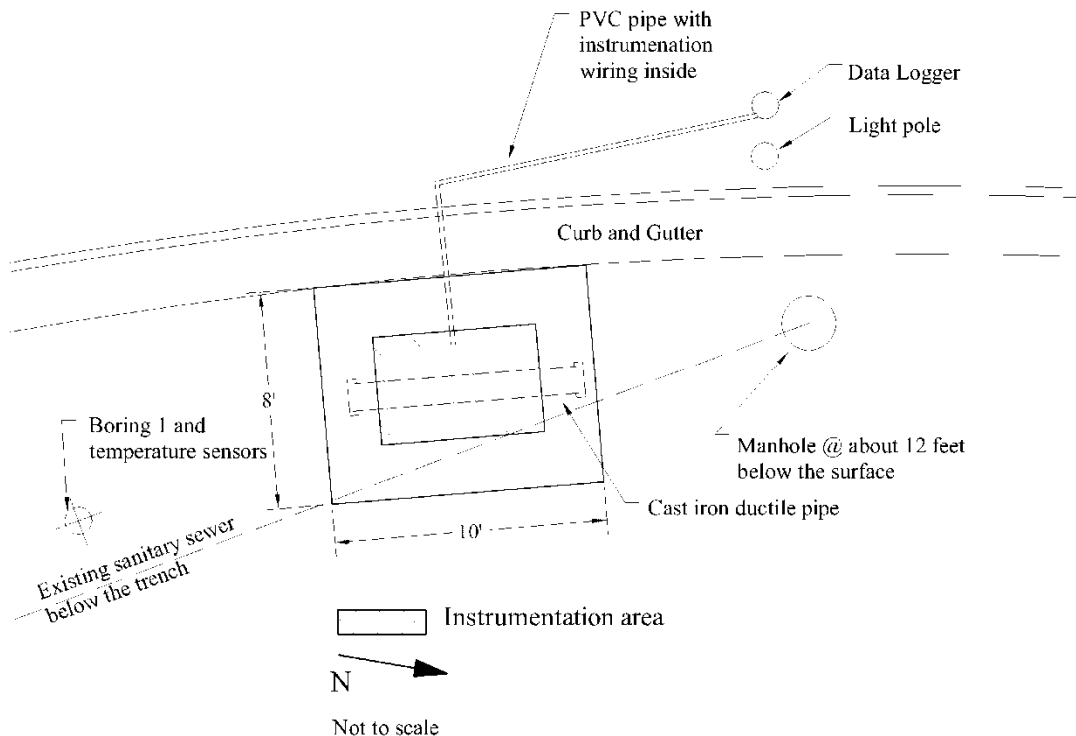 PVC pipe with
instrumenation
wiring inside
Data Logger
Light pole
Curb and Gutter
8'
Boring 1 and
temperature sensors
Manhole @ about 12 feet
below the surface
Cast iron ductile pipe
10'
Existing sanitary sewer
below the trench
Instrumentation area
N
Not to scale